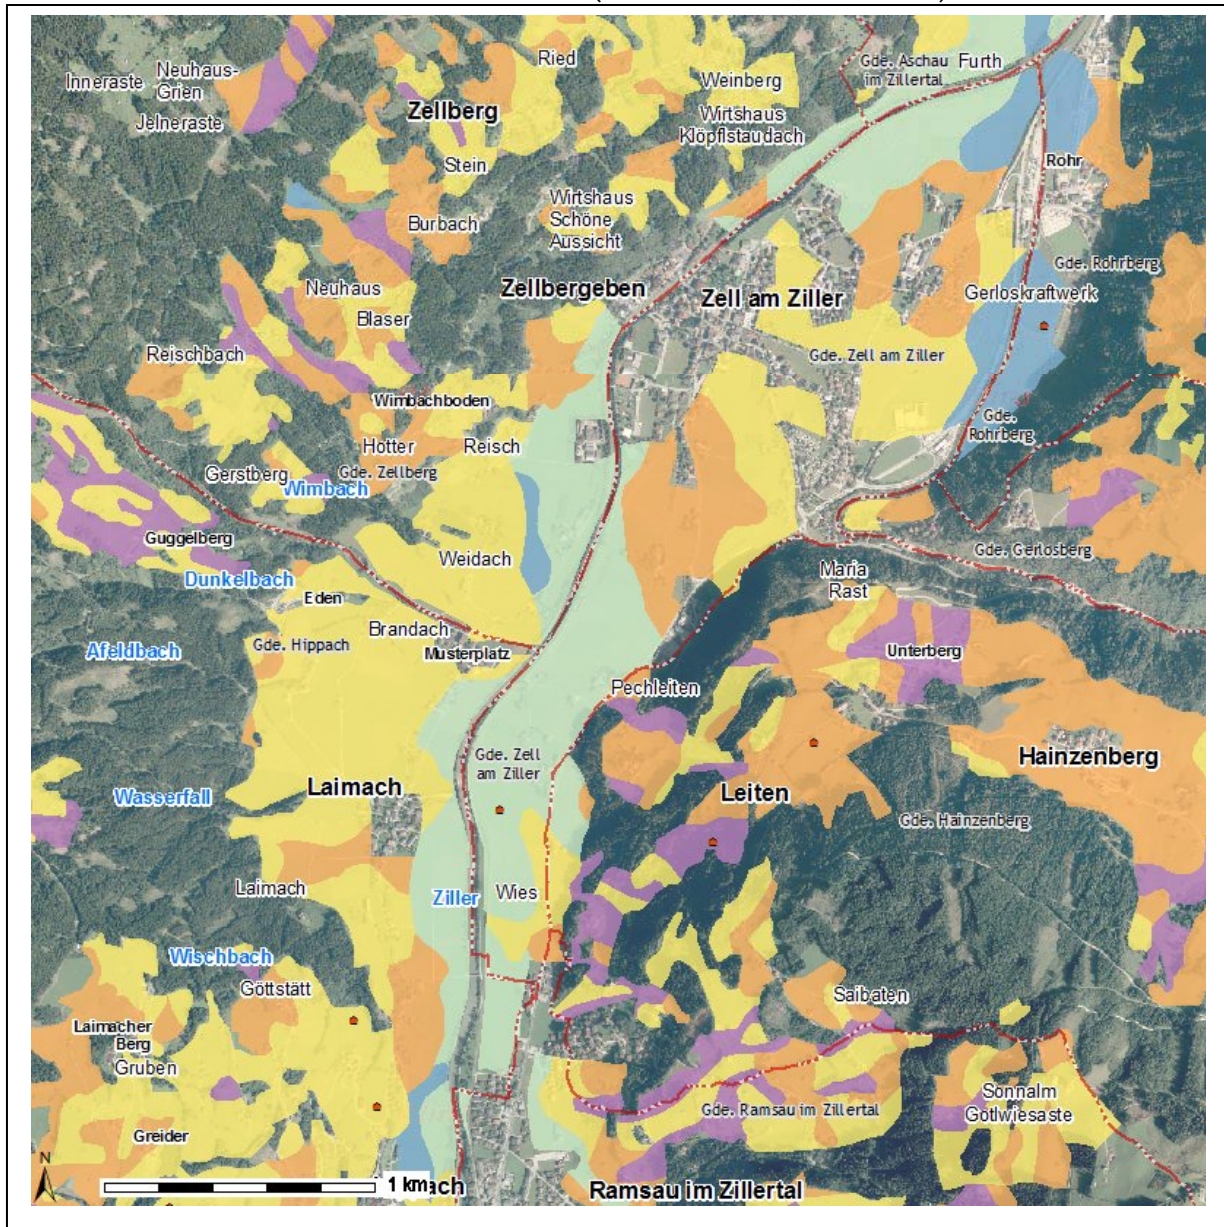 Ried
Inneraste
Neuhaus-
Grien
Jelneraste
Zellberg
Weinberg
Wirtshaus
Klöpflstaudach
Gde. Aschau
im Zillertal
Furth
Stein
Rohr
Wirtshaus
Schöne
Aussicht
Burbach
Neuhaus
Blaser
Zellbergeben
Zell am Ziller
Gde. Rohrberg
Gerloskraftwerk
Reischbach
Gde. Zell am Ziller
Wimbachboden
Gde.
Rohrberg
Hotter
Reisch
Gerstberg
Gde. Zellberg
Wimbach
Guggelberg
Weidach
Gde. Gerlosberg
Dunkelbach
Eden
Maria
Rast
Brandach
Gde. Hippach
Musterplatz
Afeldbach
Unterberg
Pechleiten
Gde. Zell
am Ziller
Hainzenberg
Wasserfall
Laimach
Leiten
Gde. Hainzenberg
Laimach
Ziller
Wies
Wischbach
Göttstätt
Saibaten
Laimacher
Berg
Gruben
Sonnalm
Gotlwiesaste
Gde. Ramsau im Zillertal
Greider
N
1 km
ach
Ramsau im Zillertal